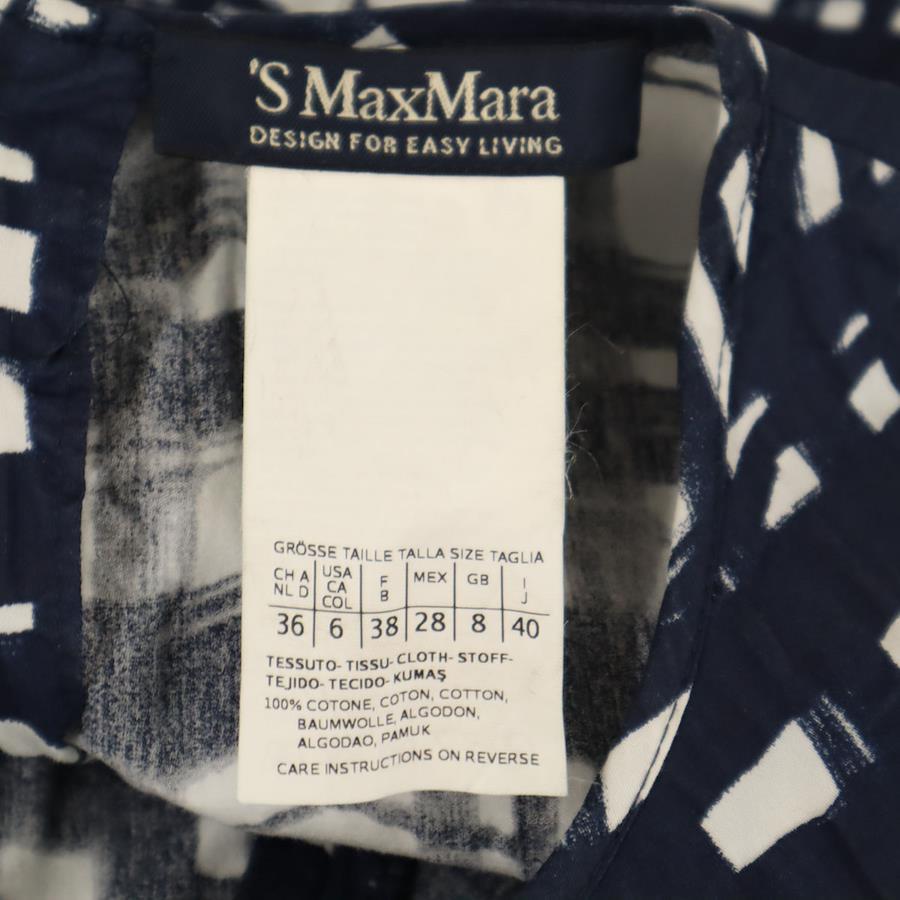 'S MaxMara
DESIGN FOR EASY LIVING
GRÖSSE TAILLE TALLA SIZE TAGLIA
CH A NL D | USA CA COL | F B | MEX | GB | I J
36 | 6 | 38 | 28 | 8 | 40
TESSUTO- TISSU- CLOTH- STOFF-
TEJIDO- TECIDO- KUMAŞ
100% COTONE, COTON, COTTON,
BAUMWOLLE, ALGODON,
ALGODAO, PAMUK
CARE INSTRUCTIONS ON REVERSE